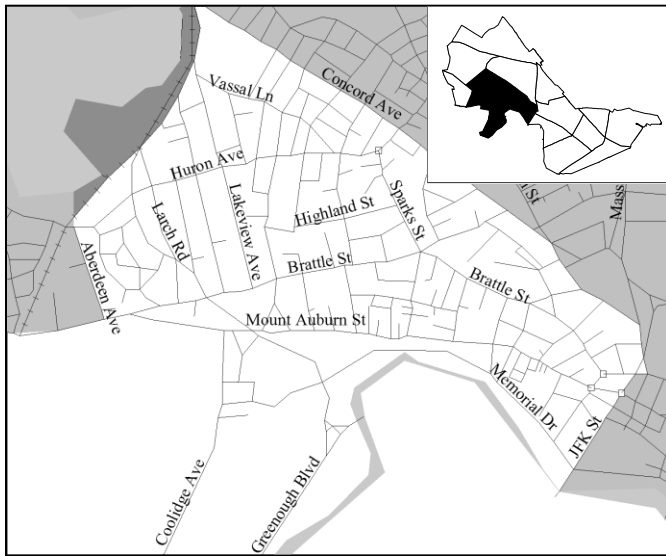 Vassal Ln
Concord Ave
Huron Ave
Larch Rd
Lakeview Ave
Highland St
Sparks St
Brattle St
Brattle St
Aberdeen Ave
Mount Auburn St
Memorial Dr
JFK St
Coolidge Ave
Greenough Blvd
St
Mass